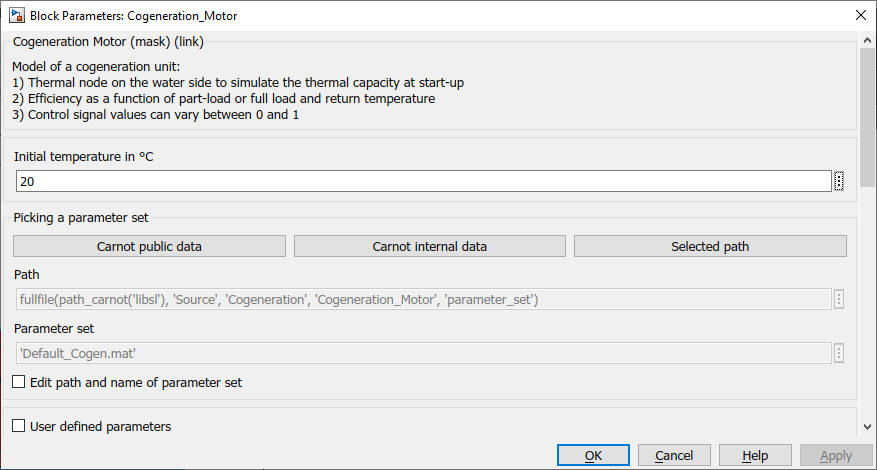 Block Parameters: Cogeneration_Motor
Cogeneration Motor (mask) (link)
Model of a cogeneration unit:
1) Thermal node on the water side to simulate the thermal capacity at start-up
2) Efficiency as a function of part-load or full load and return temperature
3) Control signal values can vary between 0 and 1
Initial temperature in °C
20
Picking a parameter set
Carnot public data
Carnot internal data
Selected path
Path
fullfile(path_carnot('libsl'), 'Source', 'Cogeneration', 'Cogeneration_Motor', 'parameter_set')
Parameter set
'Default_Cogen.mat'
Edit path and name of parameter set
User defined parameters
OK
Cancel
Help
Apply